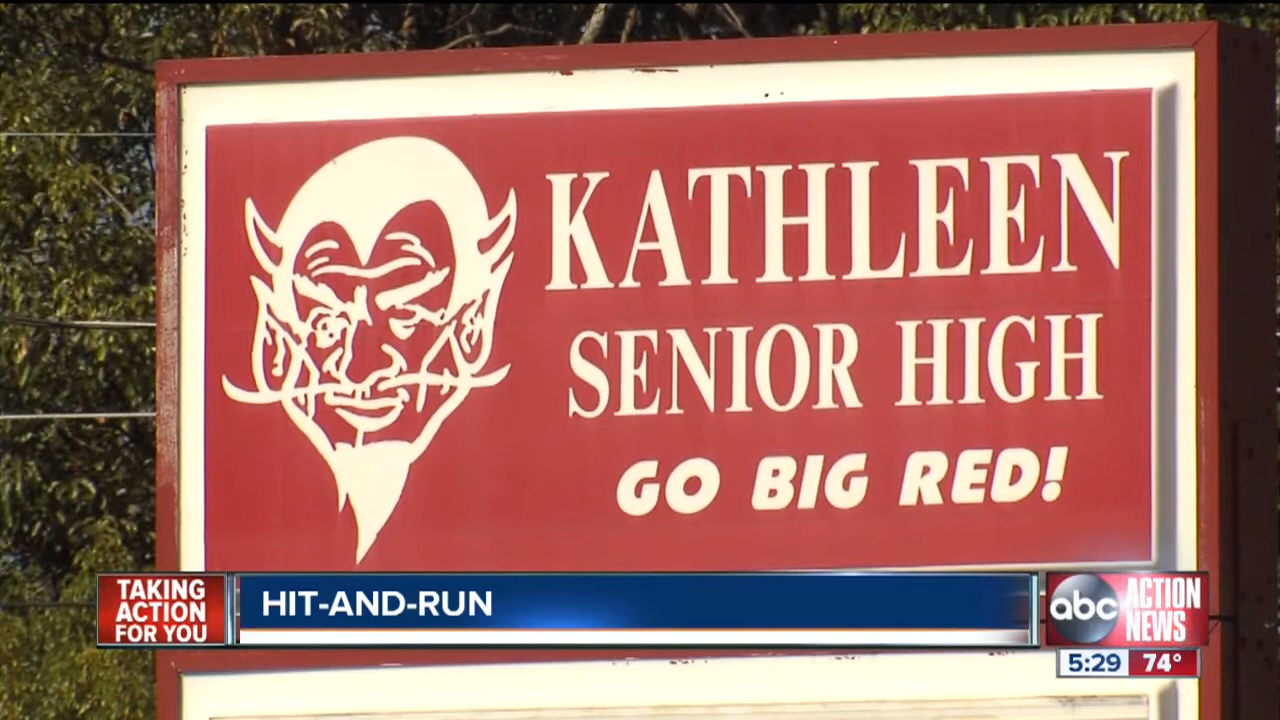 KATHLEEN
SENIOR HIGH
GO BIG RED!
TAKING
ACTION
FOR YOU
HIT-AND-RUN
abc ACTION
NEWS
5:29 74°